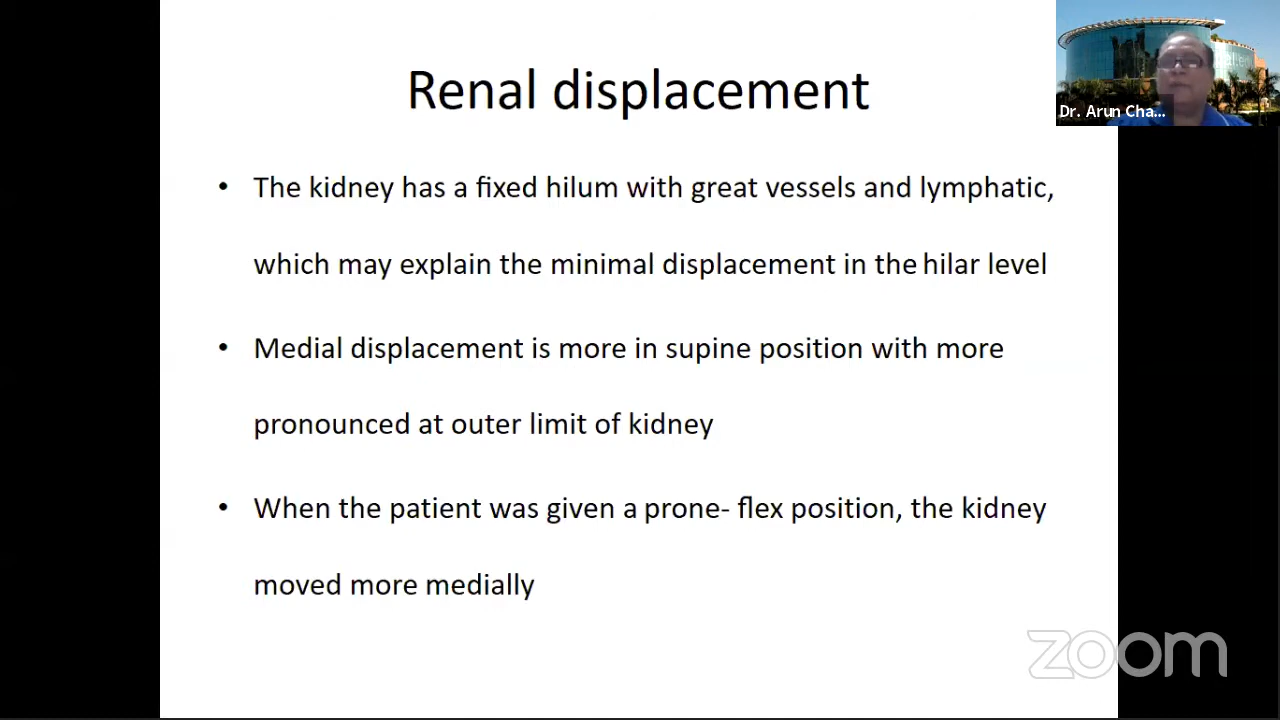 Renal displacement
Dr. Arun Cha...
• The kidney has a fixed hilum with great vessels and lymphatic,
which may explain the minimal displacement in the hilar level
• Medial displacement is more in supine position with more
pronounced at outer limit of kidney
• When the patient was given a prone- flex position, the kidney
moved more medially
zoom